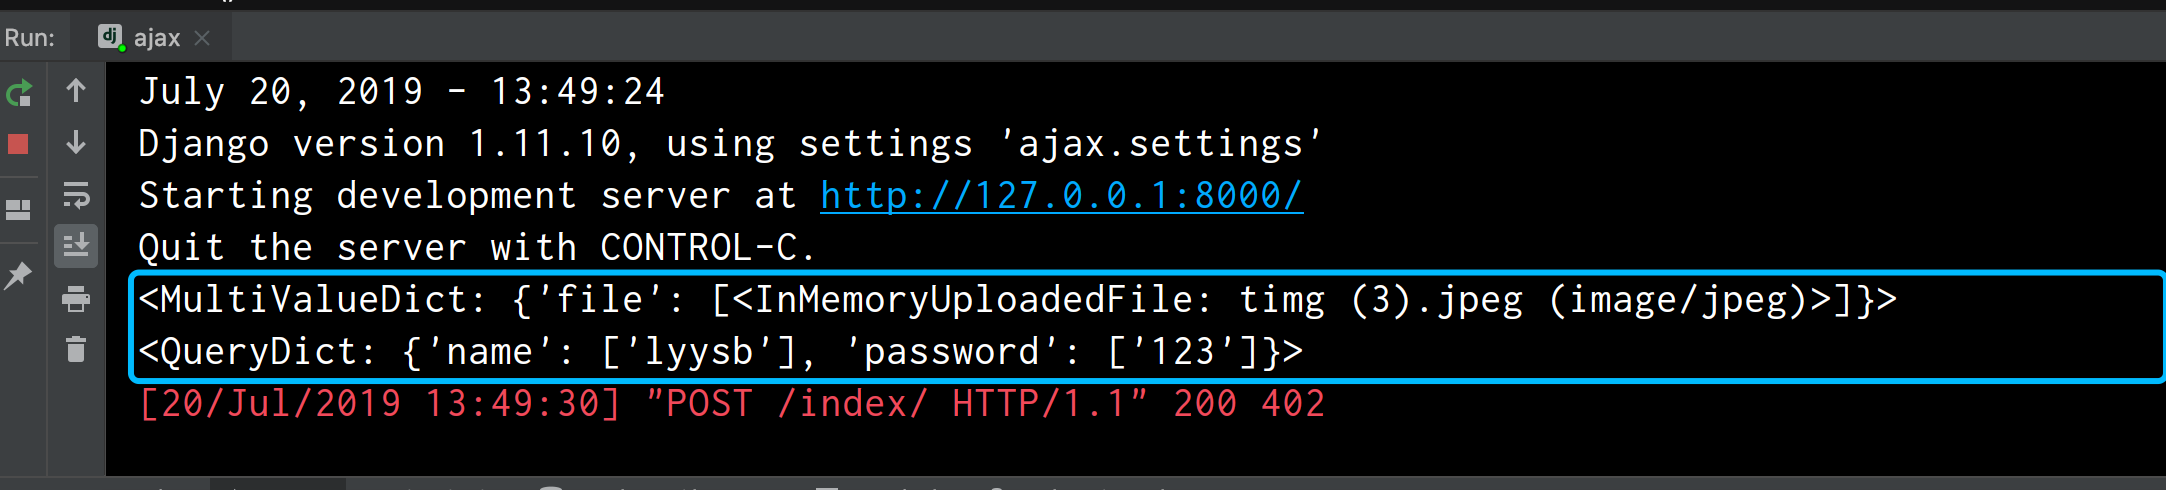 Run:
dj
ajax
July 20, 2019 - 13:49:24
Django version 1.11.10, using settings 'ajax.settings'
Starting development server at http://127.0.0.1:8000/
Quit the server with CONTROL-C.
<MultiValueDict: {'file': [<InMemoryUploadedFile: timg (3).jpeg (image/jpeg)>]}>
<QueryDict: {'name': ['lyysb'], 'password': ['123']}>
[20/Jul/2019 13:49:30] "POST /index/ HTTP/1.1" 200 402